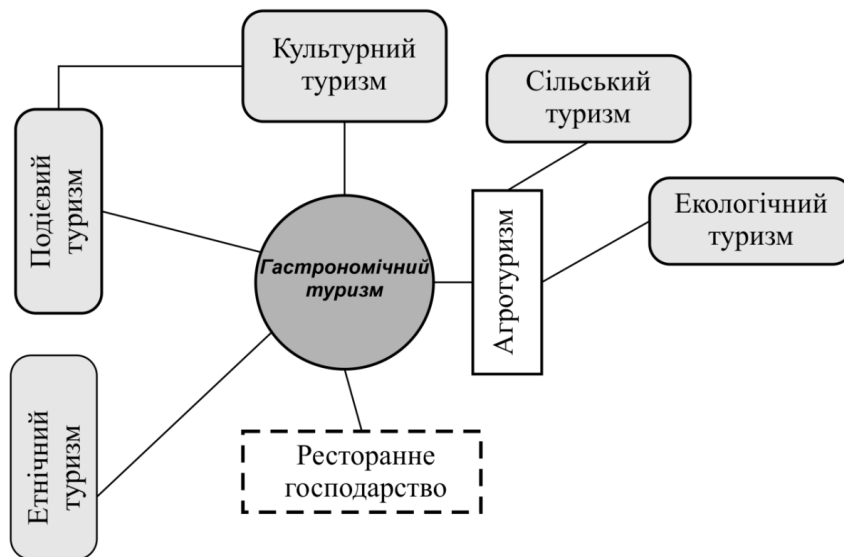 Культурний
туризм
Сільський
туризм
Подієвий
туризм
Екологічний
туризм
Гастрономічний
туризм
Агротуризм
Етнічний
туризм
Ресторанне
господарство